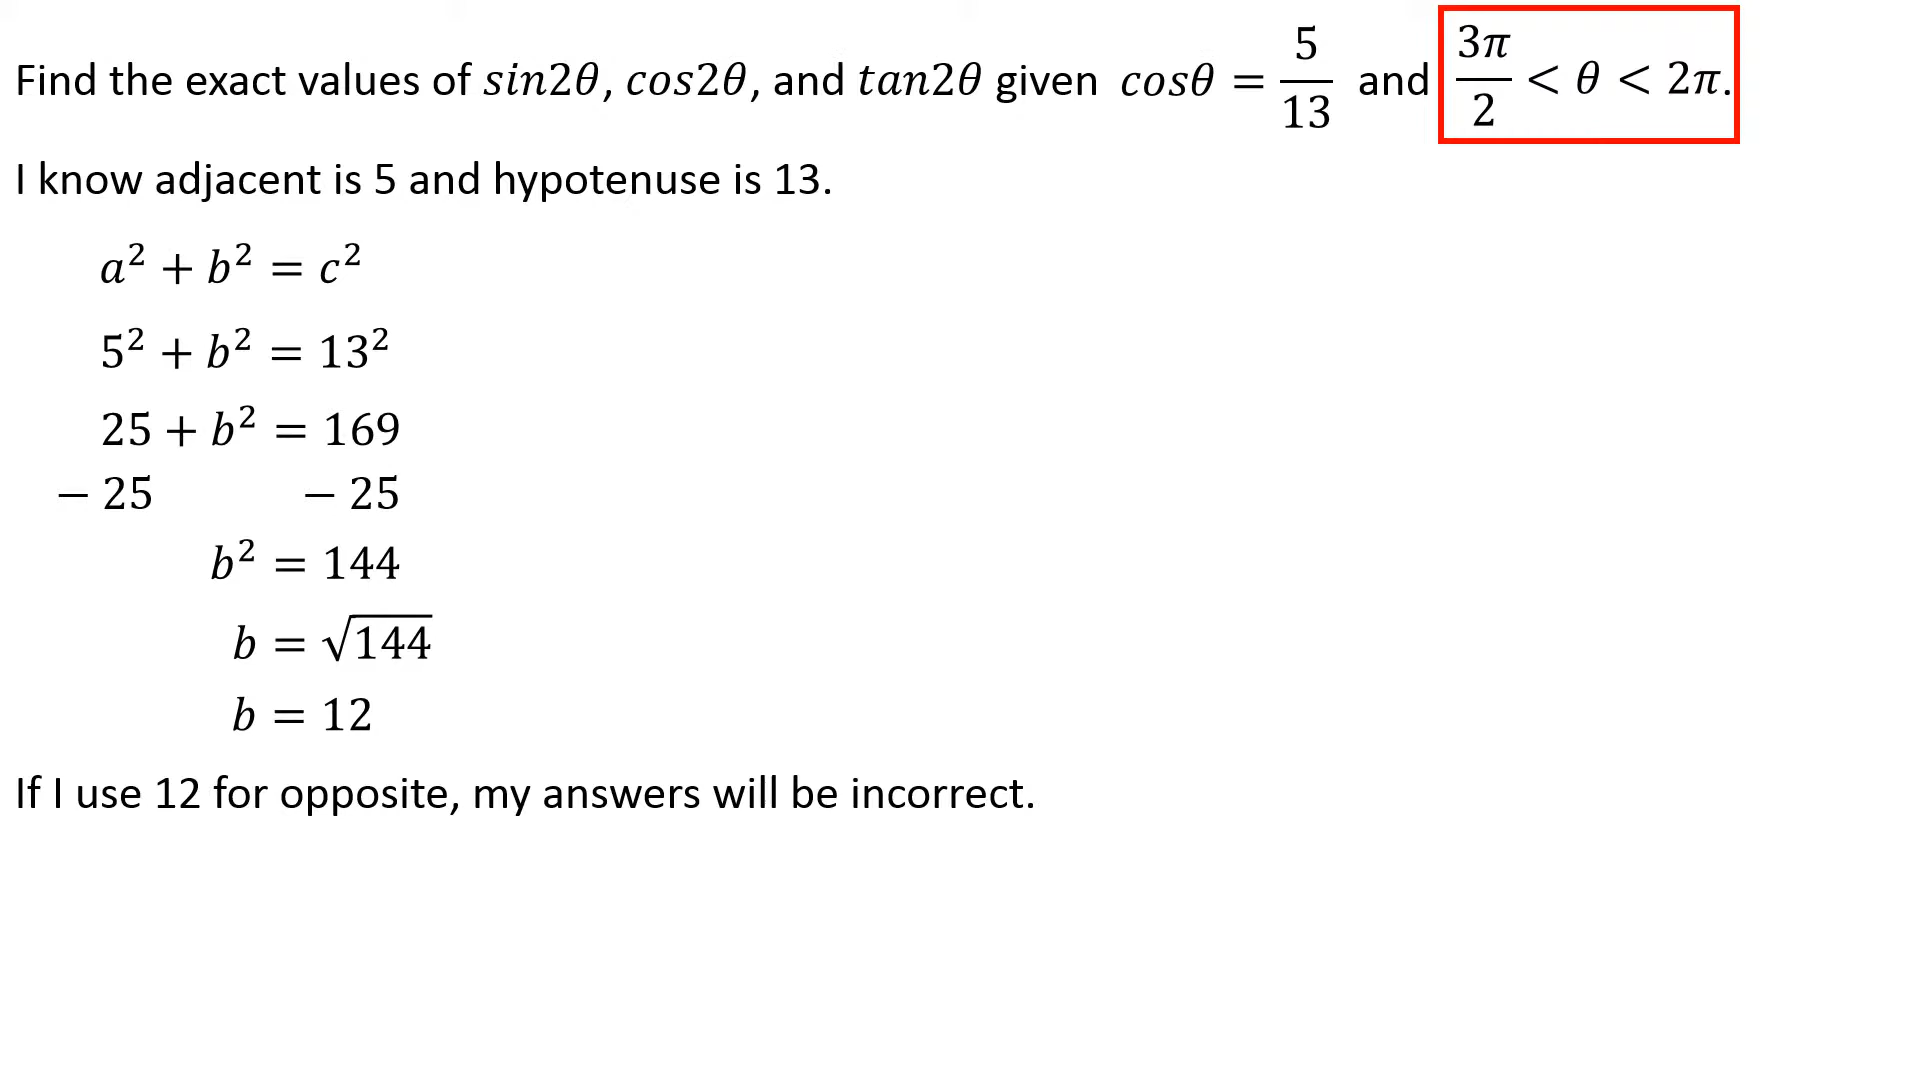 Find the exact values of sin2θ, cos2θ, and tan2θ given cosθ = 5/13 and 3π/2 < θ < 2π.
I know adjacent is 5 and hypotenuse is 13.
a² + b² = c²
5² + b² = 13²
25 + b² = 169
− 25 − 25
b² = 144
b = √144
b = 12
If I use 12 for opposite, my answers will be incorrect.